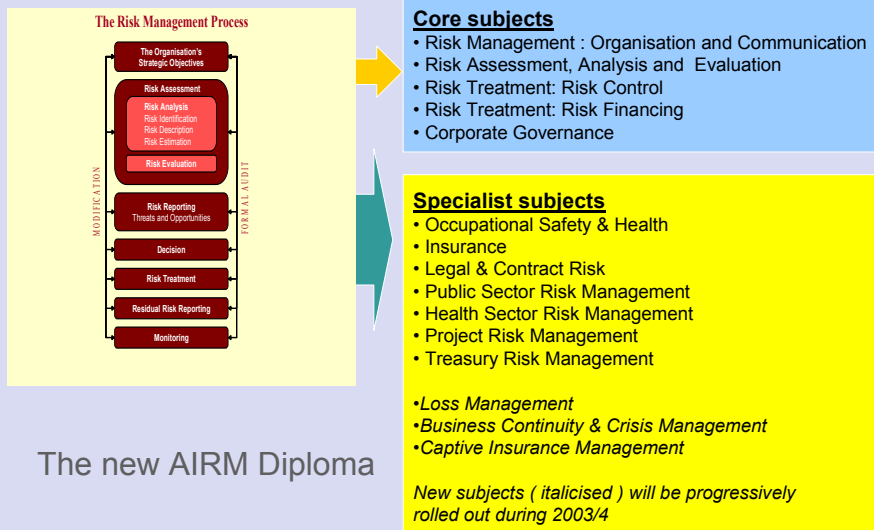 The Risk Management Process
The Organisation's
Strategic Objectives
Risk Assessment
Risk Analysis
Risk Identification
Risk Description
Risk Estimation
Risk Evaluation
MODIFICATION
FORMAL AUDIT
Risk Reporting
Threats and Opportunities
Decision
Risk Treatment
Residual Risk Reporting
Monitoring
The new AIRM Diploma
Core subjects
• Risk Management : Organisation and Communication
• Risk Assessment, Analysis and Evaluation
• Risk Treatment: Risk Control
• Risk Treatment: Risk Financing
• Corporate Governance
Specialist subjects
• Occupational Safety & Health
• Insurance
• Legal & Contract Risk
• Public Sector Risk Management
• Health Sector Risk Management
• Project Risk Management
• Treasury Risk Management
•Loss Management
•Business Continuity & Crisis Management
•Captive Insurance Management
New subjects ( italicised ) will be progressively
rolled out during 2003/4